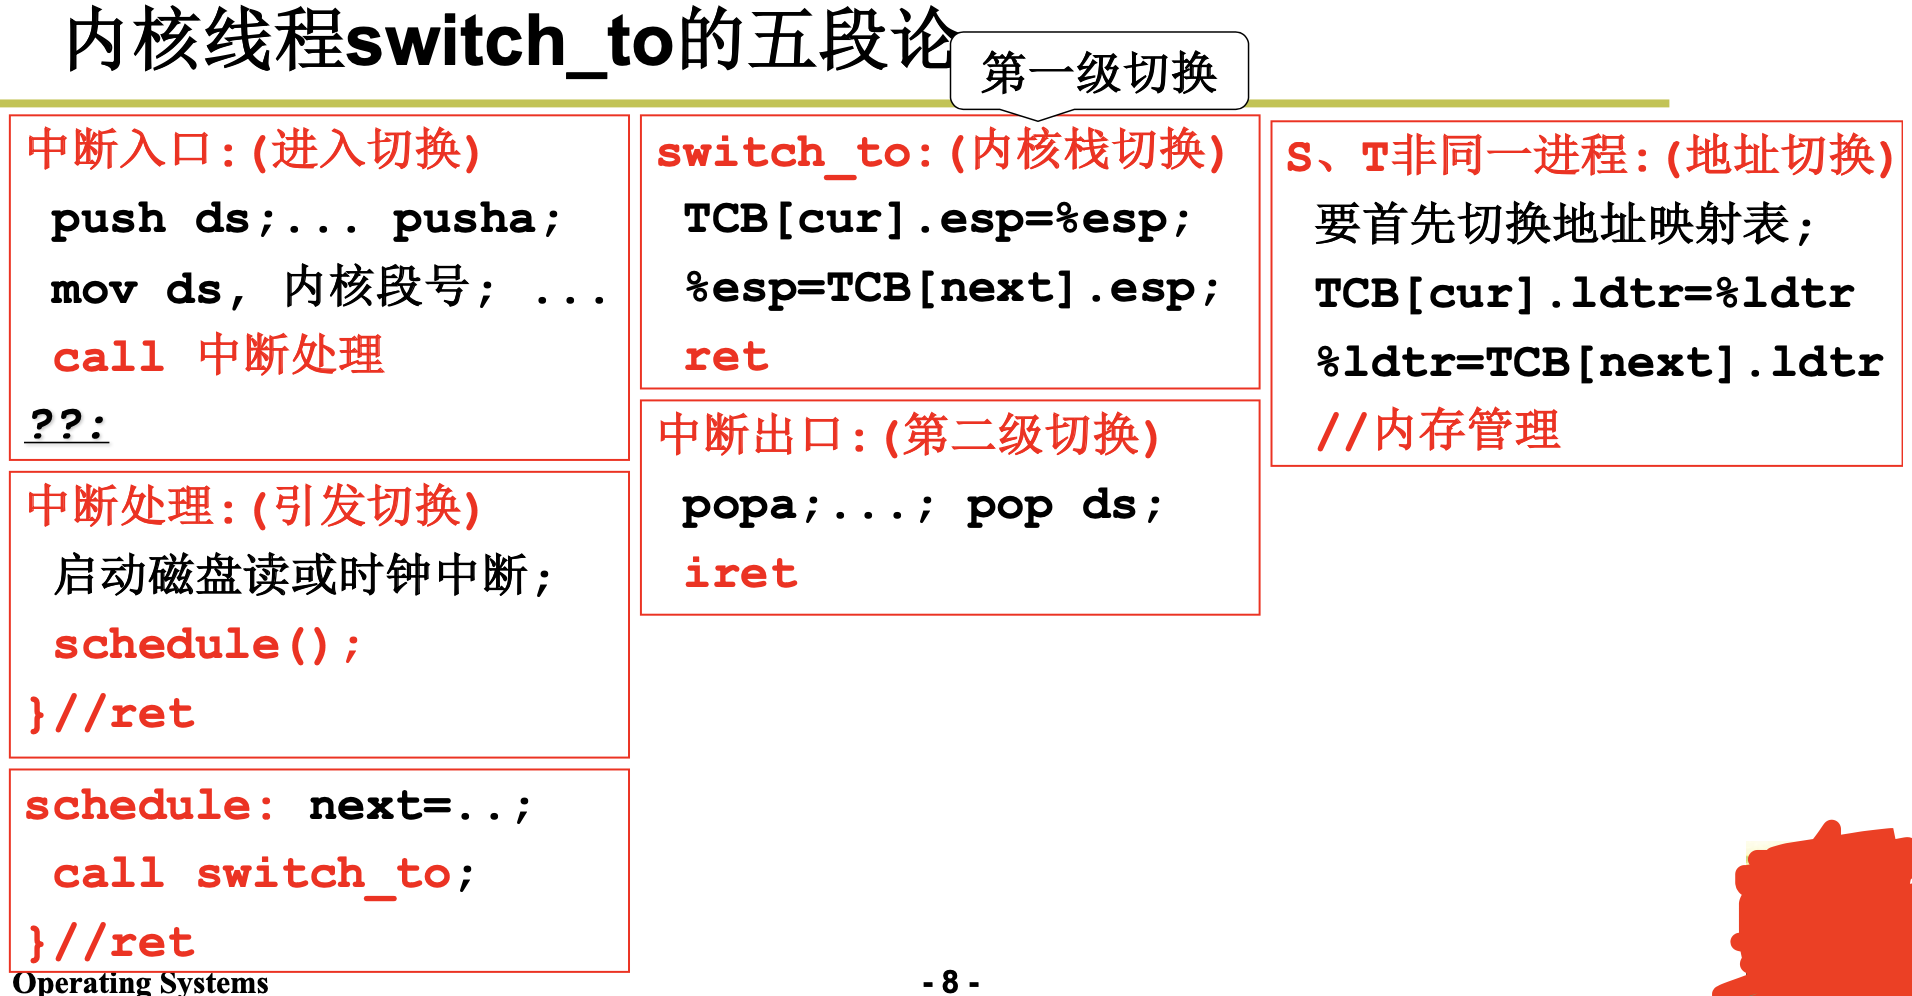 内核线程switch_to的五段论
第一级切换
中断入口:(进入切换)
push ds;... pusha;
mov ds, 内核段号; ...
call 中断处理
??:
中断处理:(引发切换)
启动磁盘读或时钟中断;
schedule();
}//ret
schedule: next=..;
call switch_to;
}//ret
switch_to:(内核栈切换)
TCB[cur].esp=%esp;
%esp=TCB[next].esp;
ret
中断出口:(第二级切换)
popa;...; pop ds;
iret
S、T非同一进程:(地址切换)
要首先切换地址映射表;
TCB[cur].ldtr=%ldtr
%ldtr=TCB[next].ldtr
//内存管理
Operating Systems
- 8 -